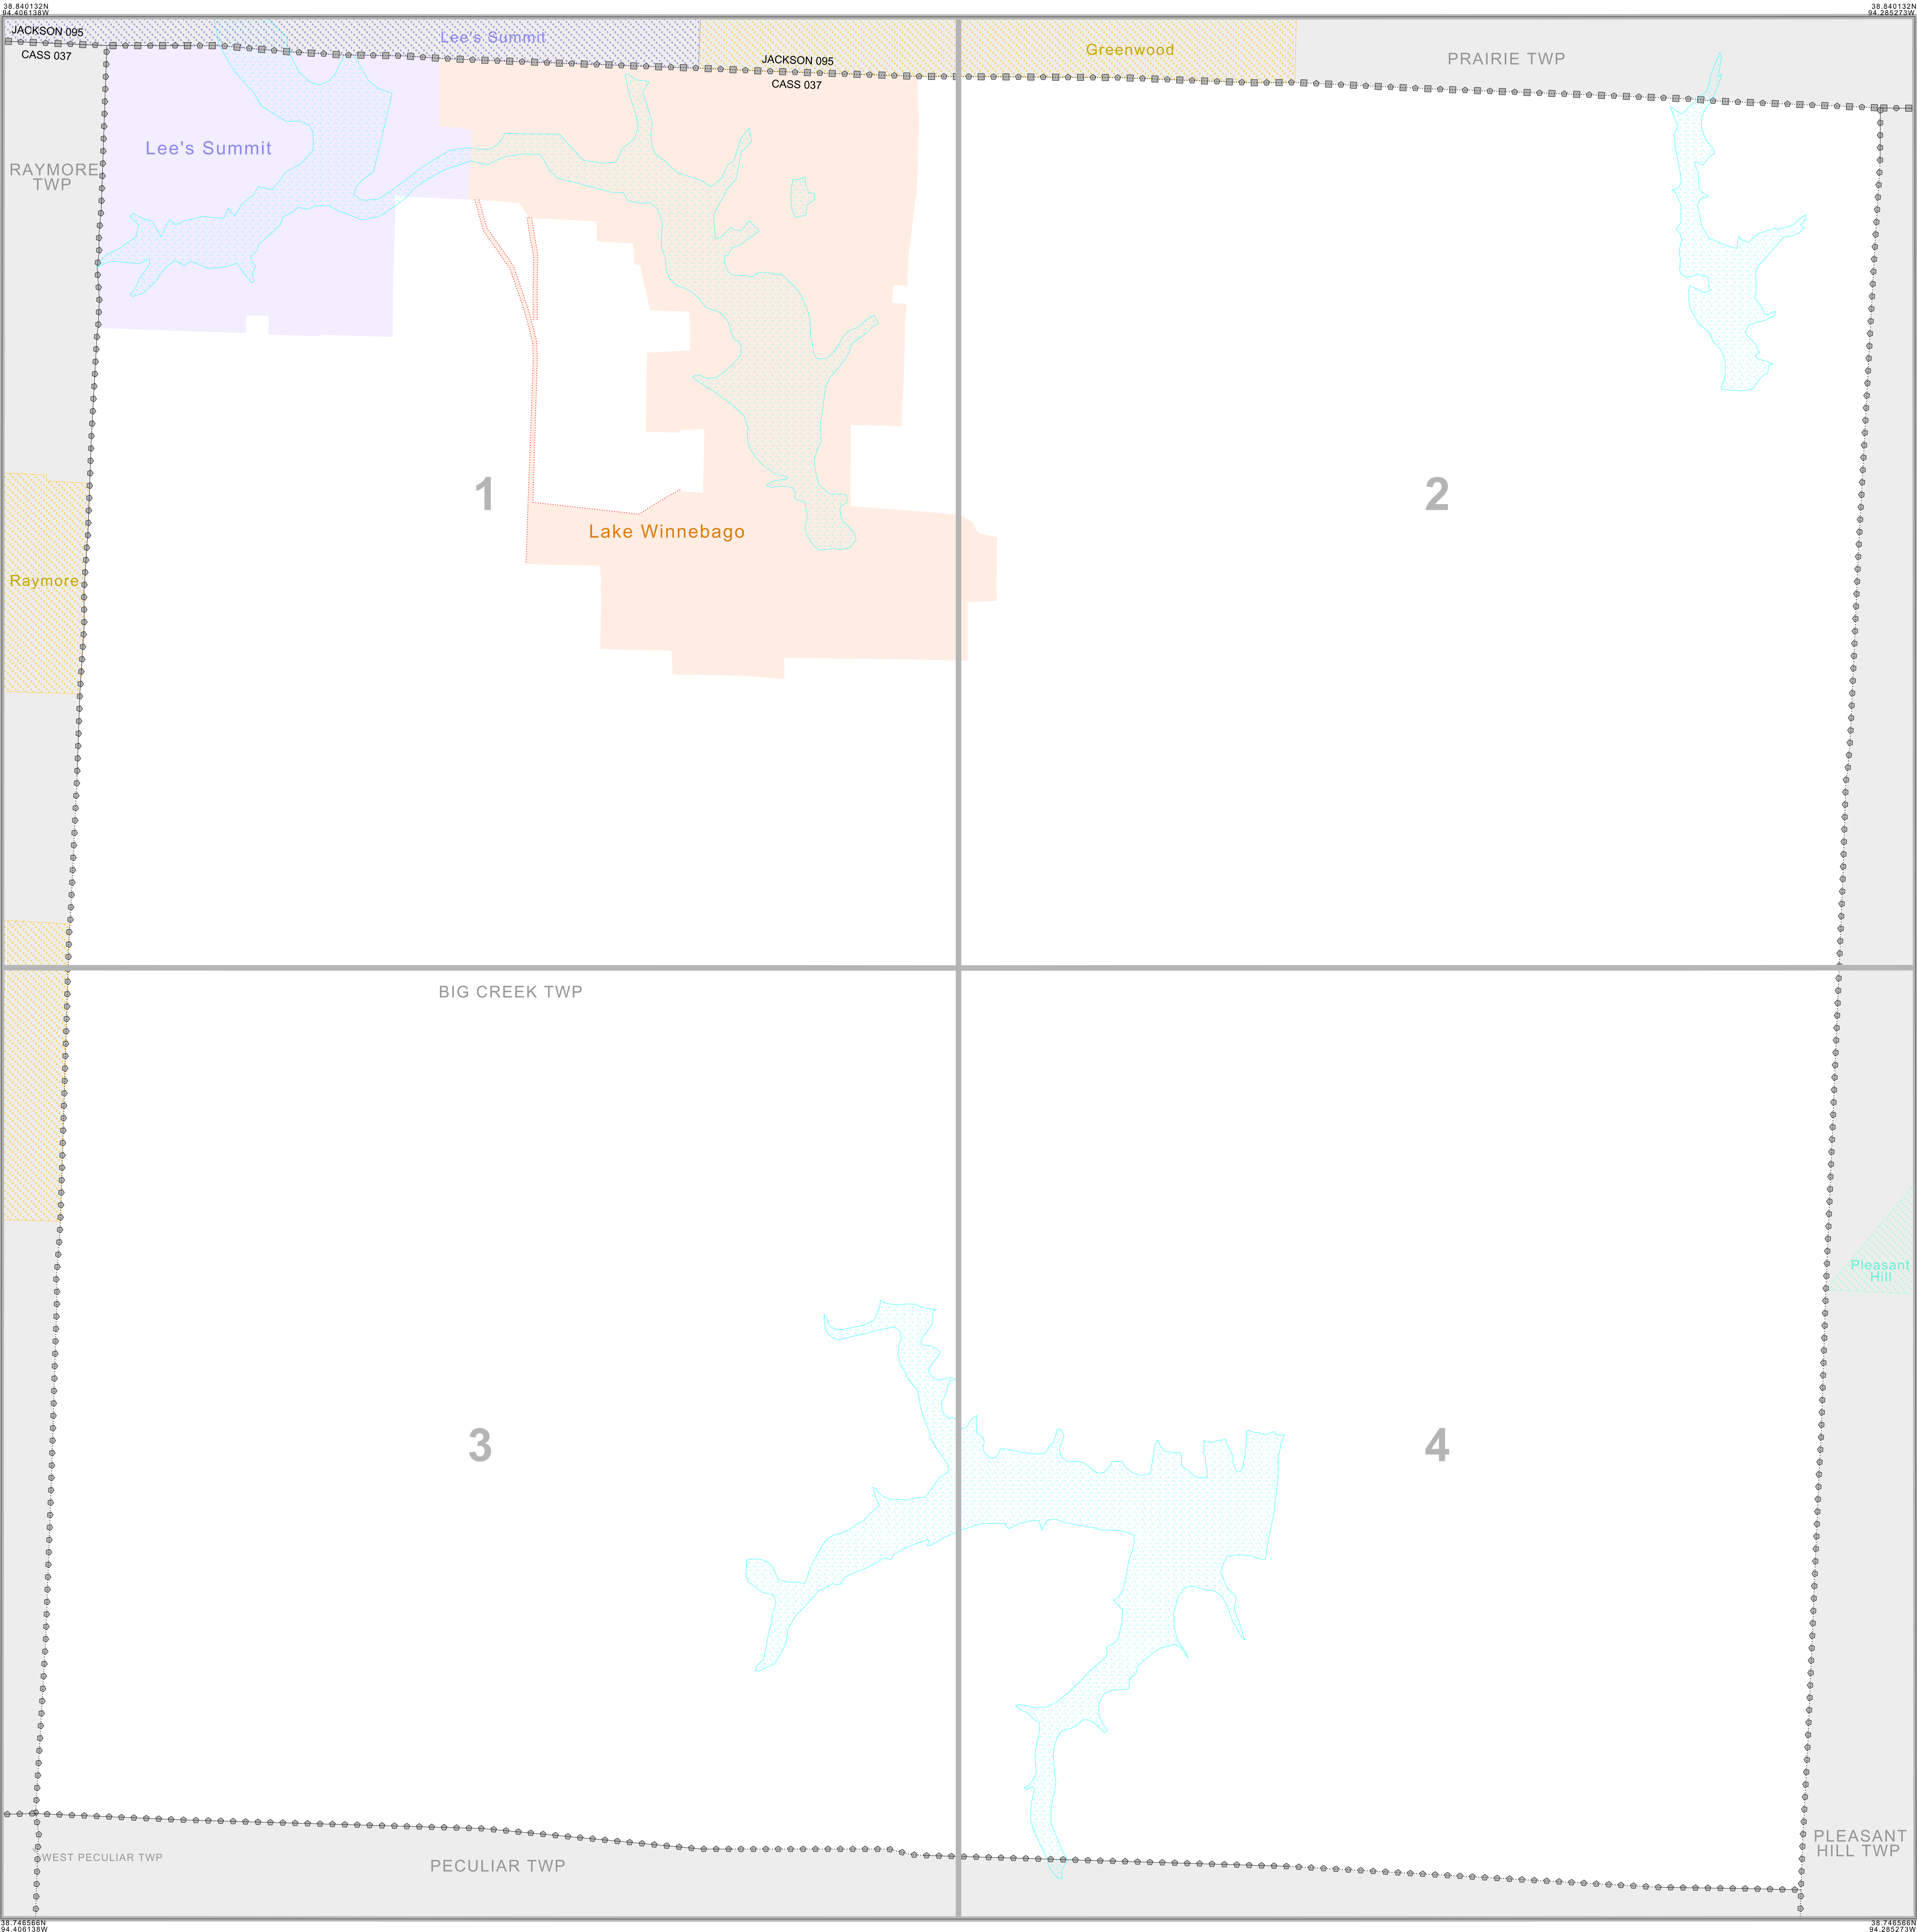 38.840132N
94.406138W
38.840132N
94.285273W
JACKSON 095
CASS 037
Lee's Summit
JACKSON 095
CASS 037
Greenwood
PRAIRIE TWP
Lee's Summit
RAYMORE
TWP
1
2
Lake Winnebago
Raymore
BIG CREEK TWP
Pleasant
Hill
3
4
WEST PECULIAR TWP
PECULIAR TWP
PLEASANT
HILL TWP
38.746566N
94.406138W
38.746566N
94.285273W